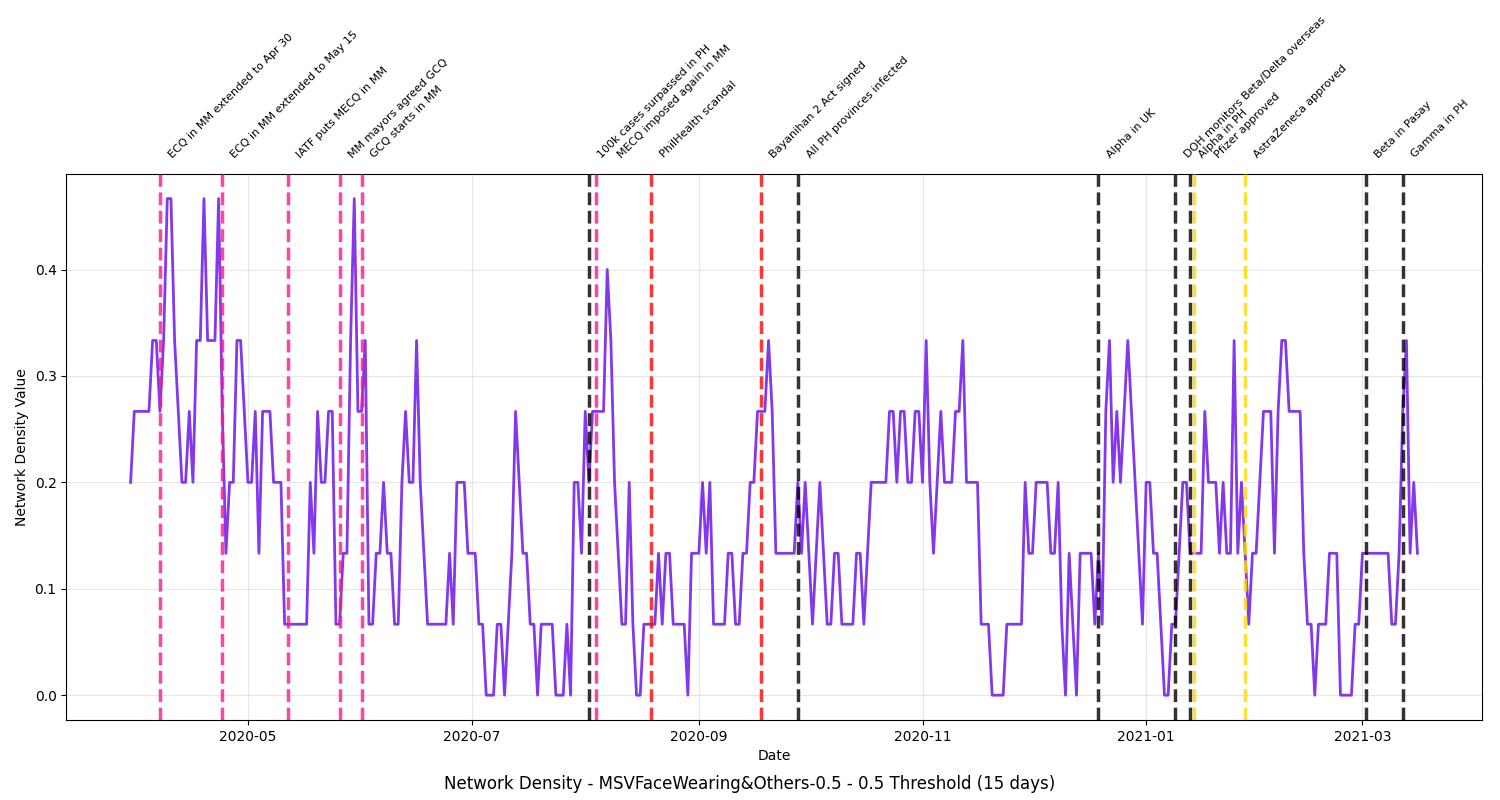 ECQ in MM extended to Apr 30
ECQ in MM extended to May 15
IATF puts MECQ in MM
MM mayors agreed GCQ
GCQ starts in MM
100k cases surpassed in PH
MECQ imposed again in MM
PhilHealth scandal
Bayanihan 2 Act signed
All PH provinces infected
Alpha in UK
DOH monitors Beta/Delta overseas
Alpha in PH
Pfizer approved
AstraZeneca approved
Beta in Pasay
Gamma in PH
Network Density Value
0.4
0.3
0.2
0.1
0.0
2020-05
2020-07
2020-09
2020-11
2021-01
2021-03
Date
Network Density - MSVFaceWearing&Others-0.5 - 0.5 Threshold (15 days)